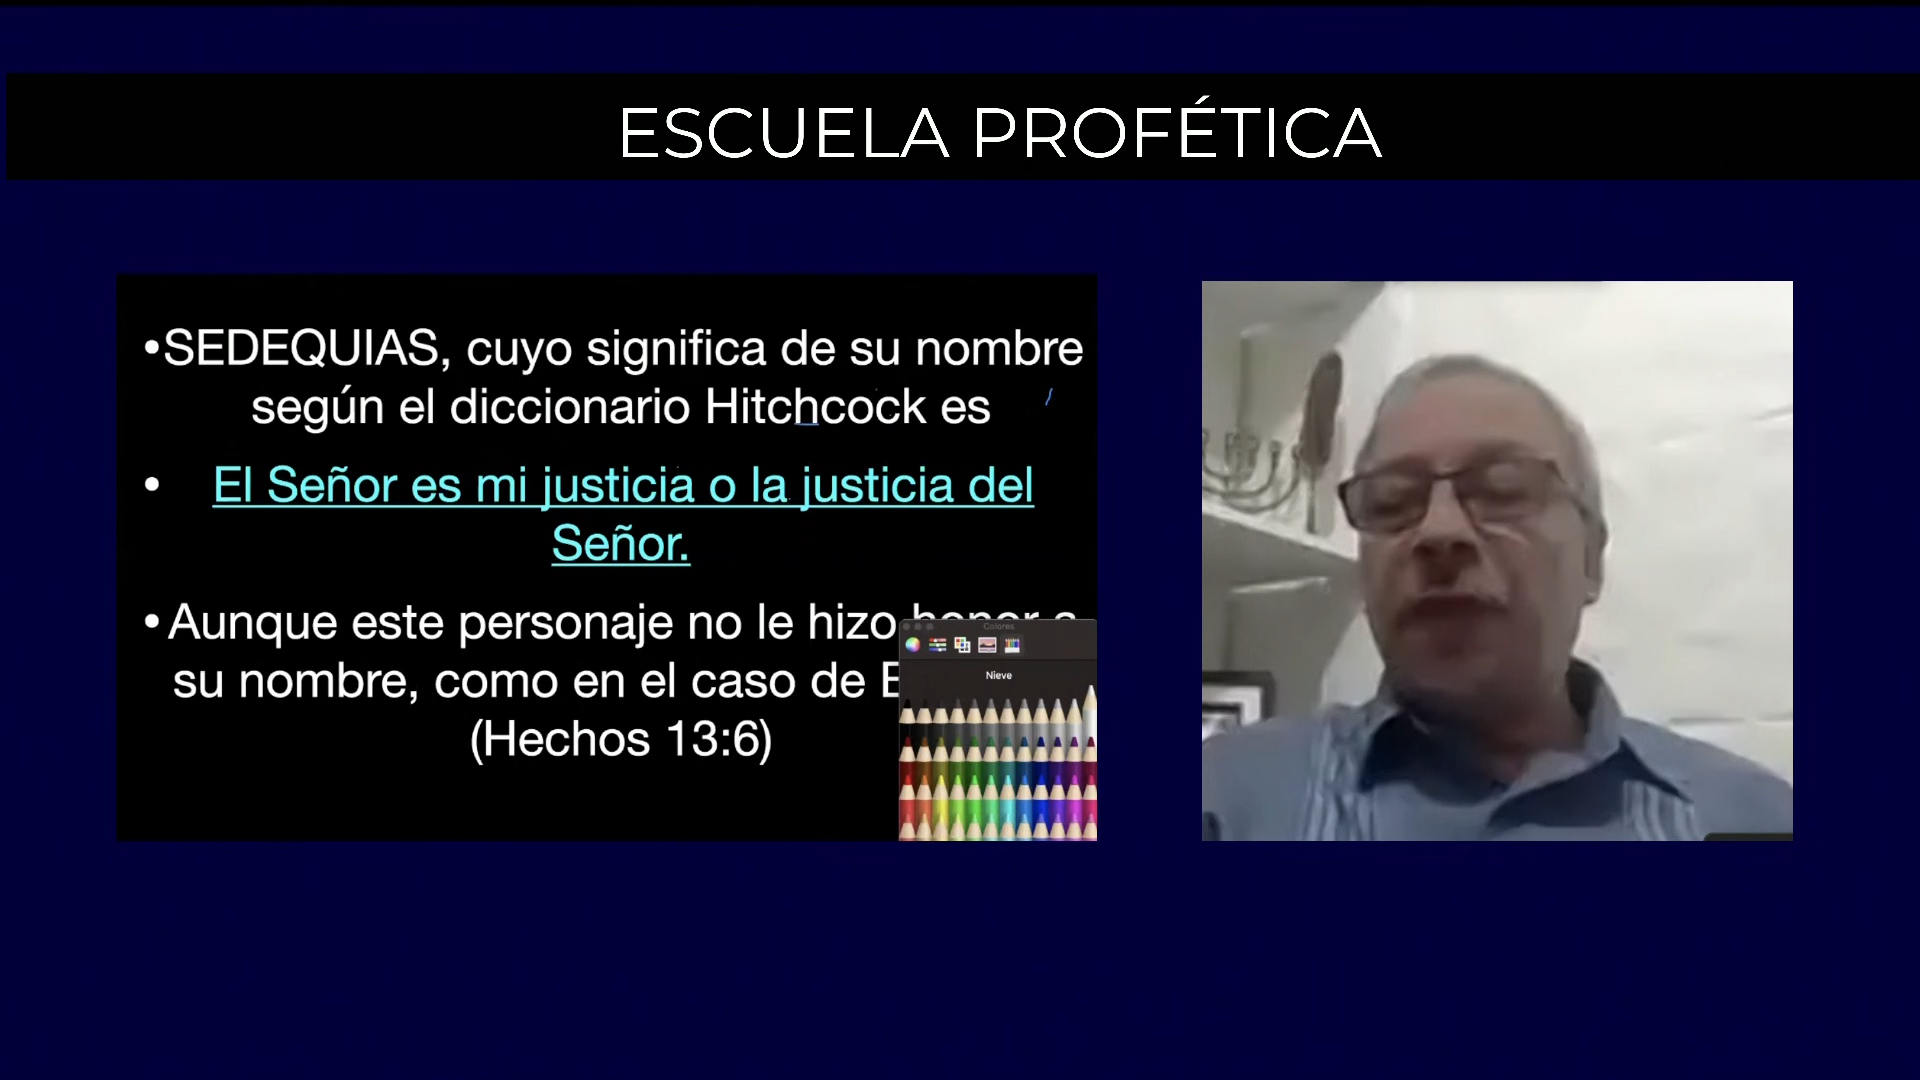 ESCUELA PROFÉTICA
•SEDEQUIAS, cuyo significa de su nombre
según el diccionario Hitchcock es
• El Señor es mi justicia o la justicia del
Señor.
•Aunque este personaje no le hizo honor a
su nombre, como en el caso de
(Hechos 13:6)
Colores
Nieve